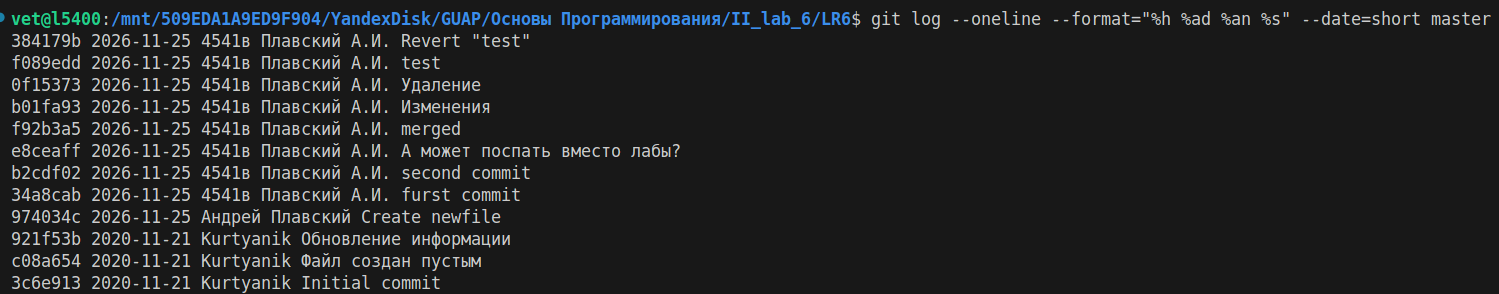 vet@l5400:/mnt/509EDA1A9ED9F904/YandexDisk/GUAP/Основы Программирования/II_lab_6/LR6$ git log --oneline --format="%h %ad %an %s" --date=short master
384179b 2026-11-25 4541в Плавский А.И. Revert "test"
f089edd 2026-11-25 4541в Плавский А.И. test
0f15373 2026-11-25 4541в Плавский А.И. Удаление
b01fa93 2026-11-25 4541в Плавский А.И. Изменения
f92b3a5 2026-11-25 4541в Плавский А.И. merged
e8ceaff 2026-11-25 4541в Плавский А.И. А может поспать вместо лабы?
b2cdf02 2026-11-25 4541в Плавский А.И. second commit
34a8cab 2026-11-25 4541в Плавский А.И. furst commit
974034c 2026-11-25 Андрей Плавский Create newfile
921f53b 2020-11-21 Kurtyanik Обновление информации
c08a654 2020-11-21 Kurtyanik Файл создан пустым
3c6e913 2020-11-21 Kurtyanik Initial commit